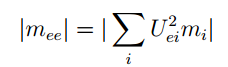 |m_{ee}| = |\sum_i U_{ei}^2 m_i|